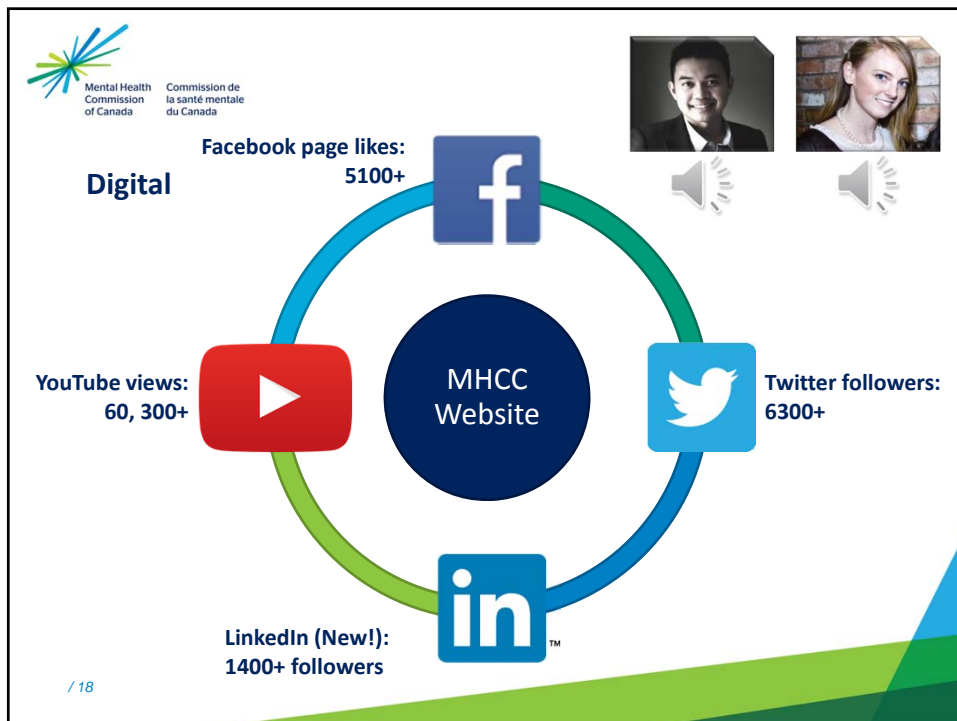 Mental Health Commission de
Commission la santé mentale
of Canada du Canada
Digital
Facebook page likes:
5100+
f
YouTube views:
60, 300+
MHCC
Website
Twitter followers:
6300+
in
TM
LinkedIn (New!):
1400+ followers
/ 18